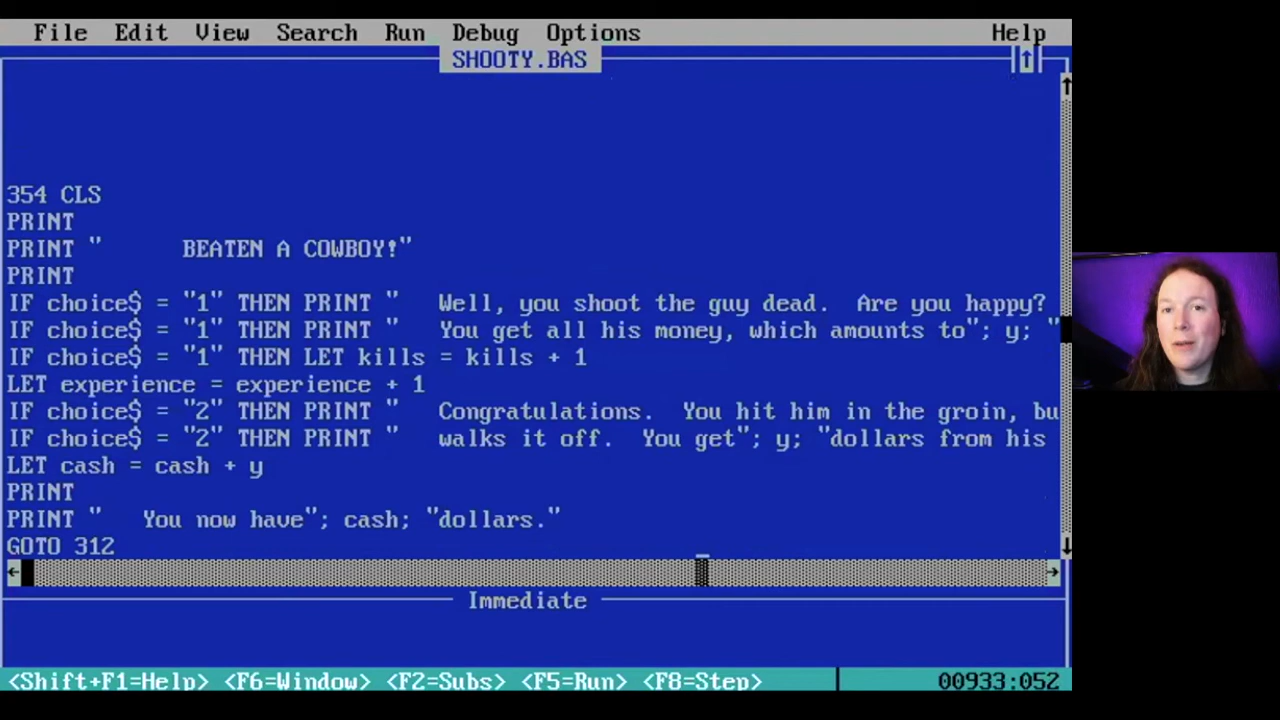 File Edit View Search Run Debug Options Help
SHOOTY.BAS
354 CLS
PRINT
PRINT "      BEATEN A COWBOY!"
PRINT
IF choice$ = "1" THEN PRINT "   Well, you shoot the guy dead.  Are you happy?
IF choice$ = "1" THEN PRINT "   You get all his money, which amounts to"; y; "
IF choice$ = "1" THEN LET kills = kills + 1
LET experience = experience + 1
IF choice$ = "2" THEN PRINT "   Congratulations.  You hit him in the groin, bu
IF choice$ = "2" THEN PRINT "   walks it off.  You get"; y; "dollars from his
LET cash = cash + y
PRINT
PRINT "   You now have"; cash; "dollars."
GOTO 312
Immediate
<Shift+F1=Help> <F6=Window> <F2=Subs> <F5=Run> <F8=Step> 00933:052